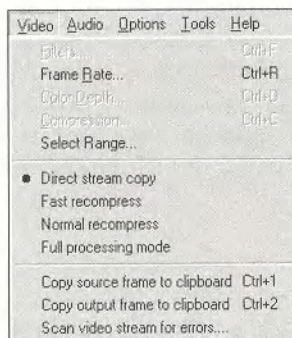 Video Audio Options Tools Help
Filters... Ctrl+F
Frame Rate... Ctrl+R
Color Depth... Ctrl+D
Compression... Ctrl+C
Select Range...
Direct stream copy
Fast recompress
Normal recompress
Full processing mode
Copy source frame to clipboard Ctrl+1
Copy output frame to clipboard Ctrl+2
Scan video stream for errors....